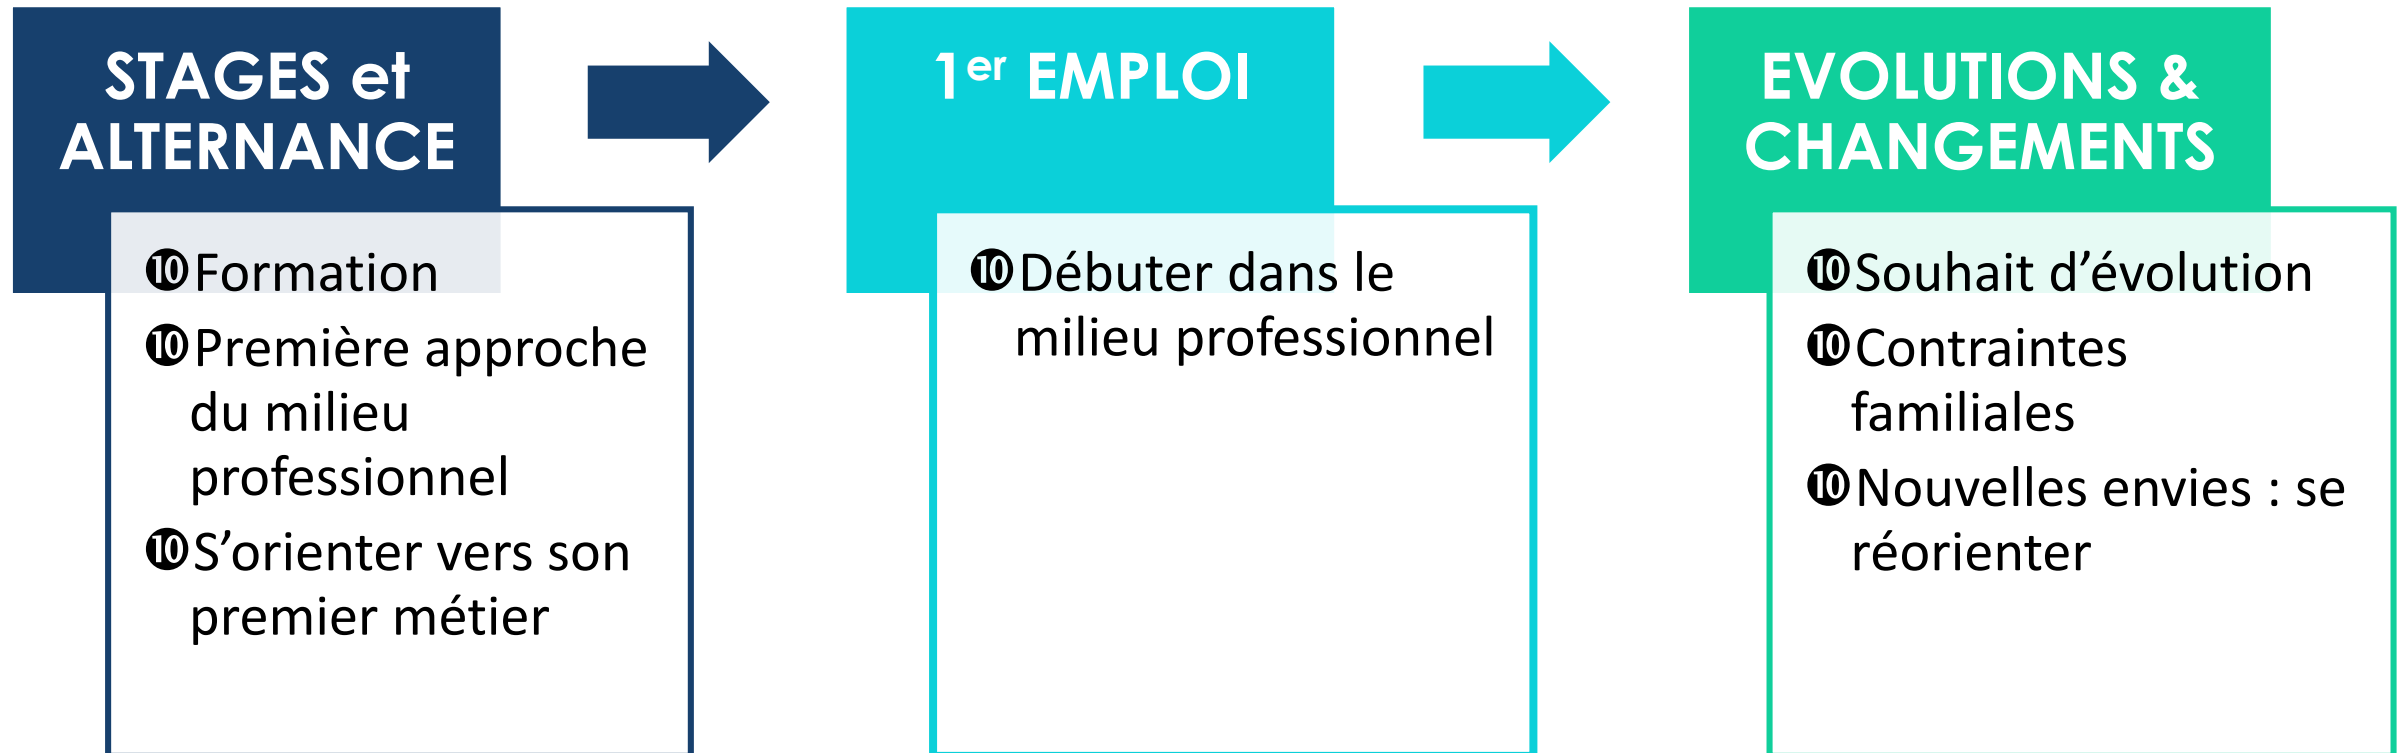 STAGES et
ALTERNANCE
❿Formation
❿Première approche
du milieu
professionnel
❿S’orienter vers son
premier métier
1er EMPLOI
❿Débuter dans le
milieu professionnel
EVOLUTIONS &
CHANGEMENTS
❿Souhait d’évolution
❿Contraintes
familiales
❿Nouvelles envies : se
réorienter